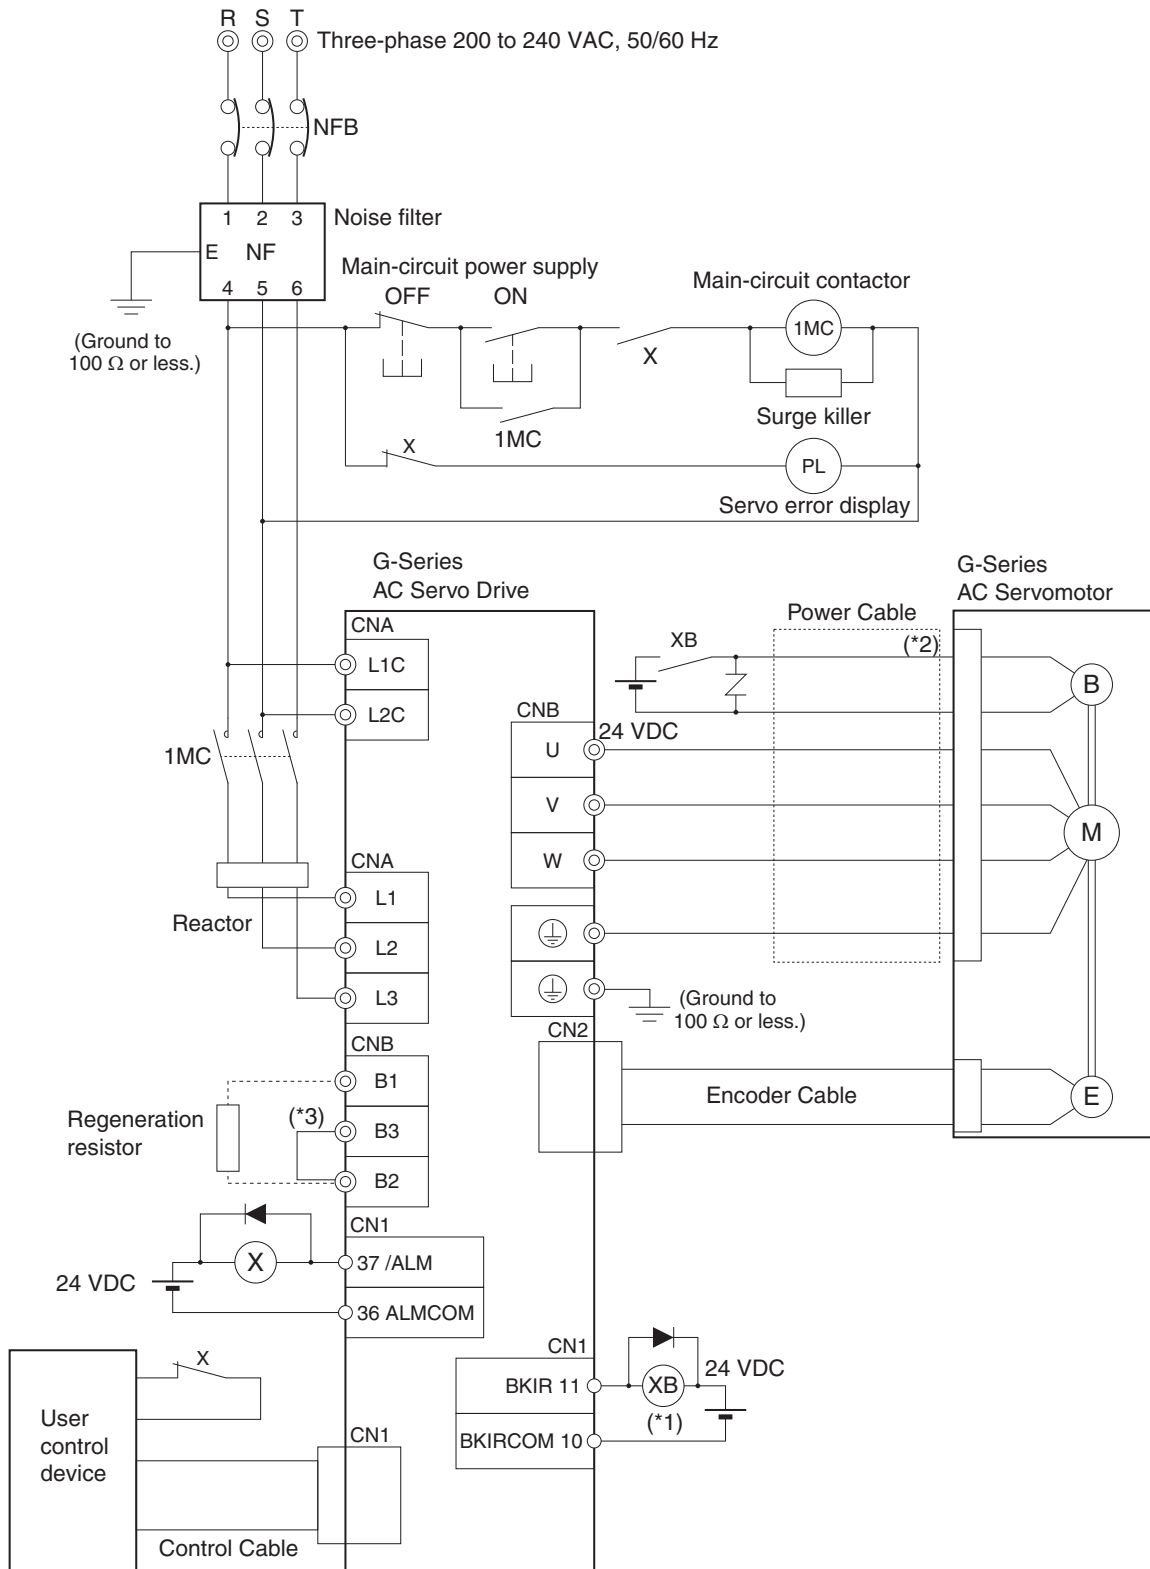 R S T
Three-phase 200 to 240 VAC, 50/60 Hz
NFB
1 2 3
Noise filter
E NF
4 5 6
(Ground to
100 Ω or less.)
Main-circuit power supply
OFF ON
Main-circuit contactor
1MC
X
Surge killer
1MC
X
PL
Servo error display
G-Series
AC Servo Drive
G-Series
AC Servomotor
CNA
L1C
L2C
1MC
XB
Power Cable
(*2)
B
24 VDC
CNB
U
V
W
M
CNA
L1
L2
L3
Reactor
(Ground to
100 Ω or less.)
CN2
Encoder Cable
E
CNB
B1
B3
B2
(*3)
Regeneration
resistor
CN1
X
37 /ALM
24 VDC
36 ALMCOM
CN1
BKIR 11
XB
24 VDC
(*1)
BKIRCOM 10
X
User
control
device
CN1
Control Cable